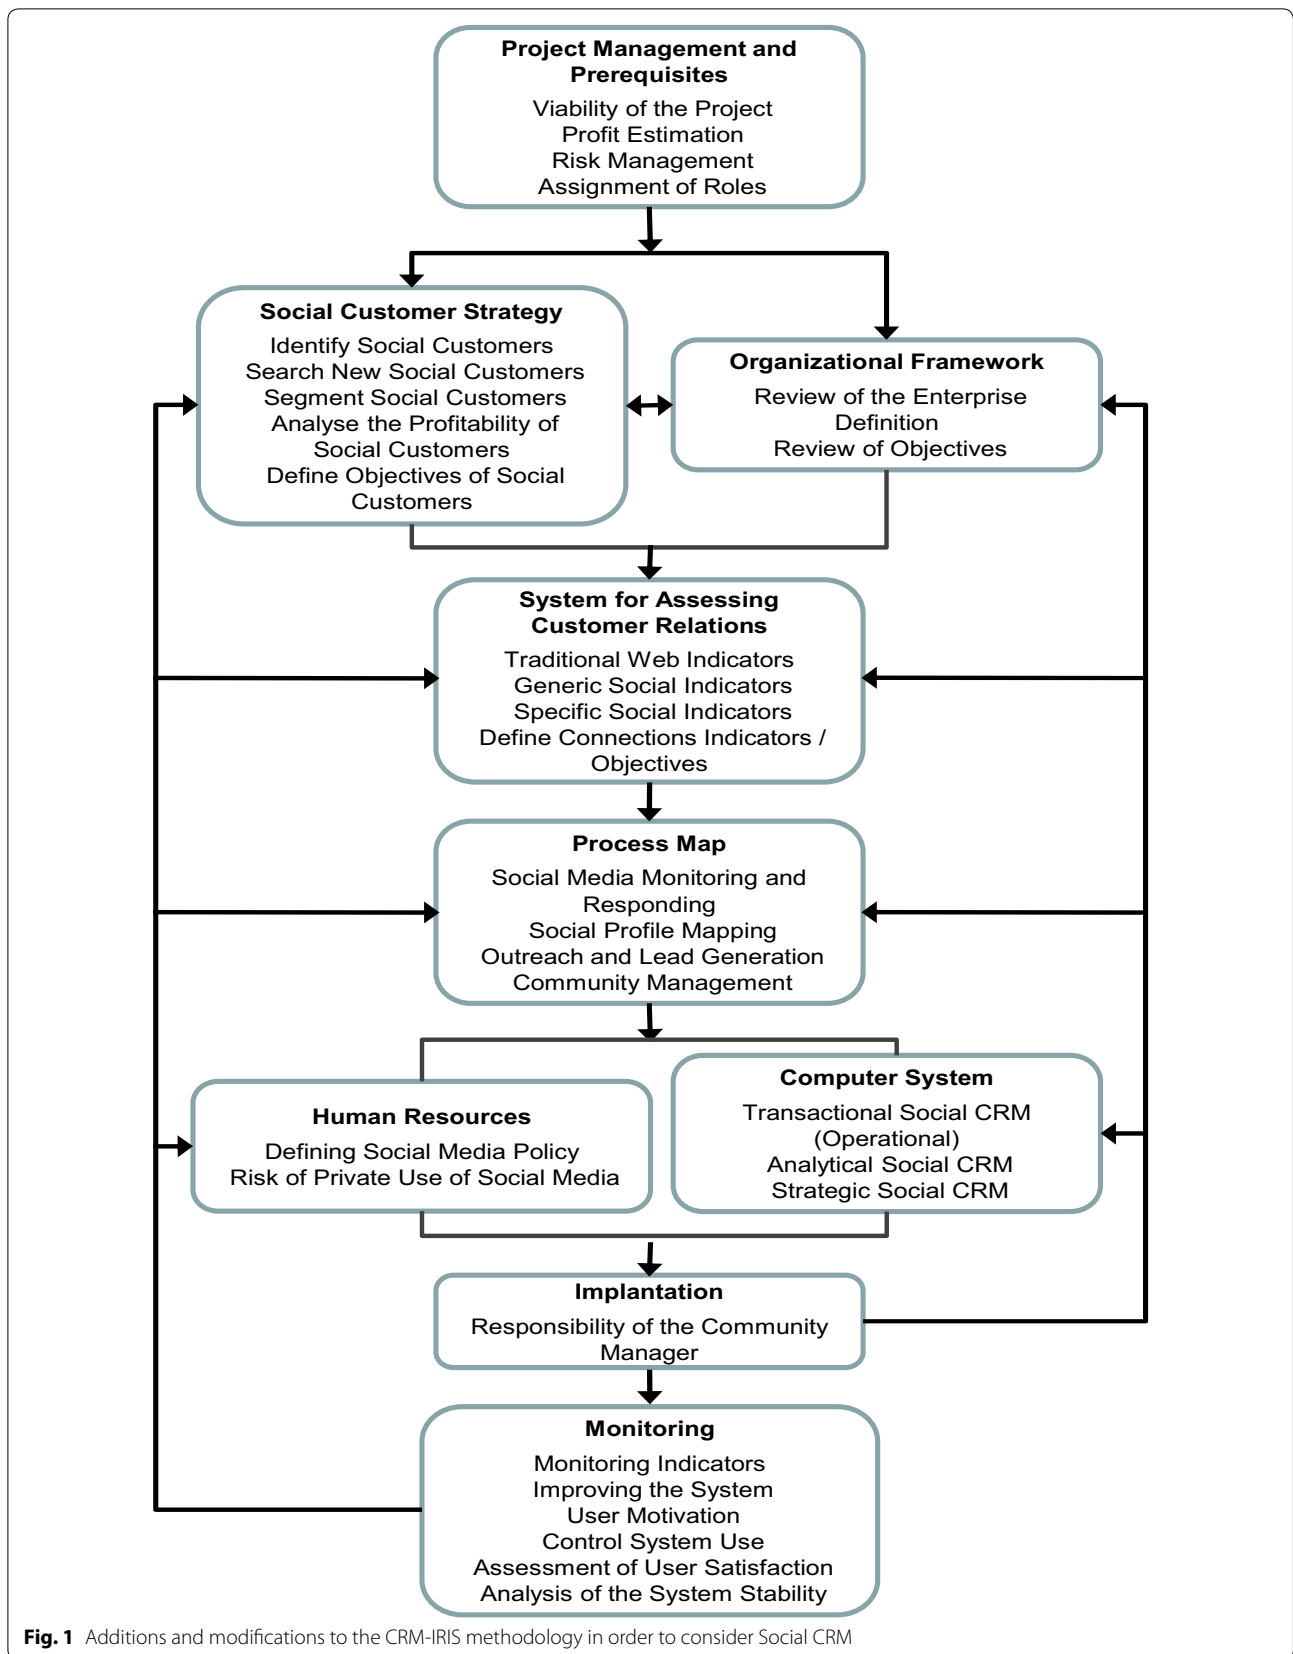 Project Management and
Prerequisites
Viability of the Project
Profit Estimation
Risk Management
Assignment of Roles
Social Customer Strategy
Identify Social Customers
Search New Social Customers
Segment Social Customers
Analyse the Profitability of
Social Customers
Define Objectives of Social
Customers
Organizational Framework
Review of the Enterprise
Definition
Review of Objectives
System for Assessing
Customer Relations
Traditional Web Indicators
Generic Social Indicators
Specific Social Indicators
Define Connections Indicators /
Objectives
Process Map
Social Media Monitoring and
Responding
Social Profile Mapping
Outreach and Lead Generation
Community Management
Human Resources
Defining Social Media Policy
Risk of Private Use of Social Media
Computer System
Transactional Social CRM
(Operational)
Analytical Social CRM
Strategic Social CRM
Implantation
Responsibility of the Community
Manager
Monitoring
Monitoring Indicators
Improving the System
User Motivation
Control System Use
Assessment of User Satisfaction
Analysis of the System Stability
Fig. 1 Additions and modifications to the CRM-IRIS methodology in order to consider Social CRM